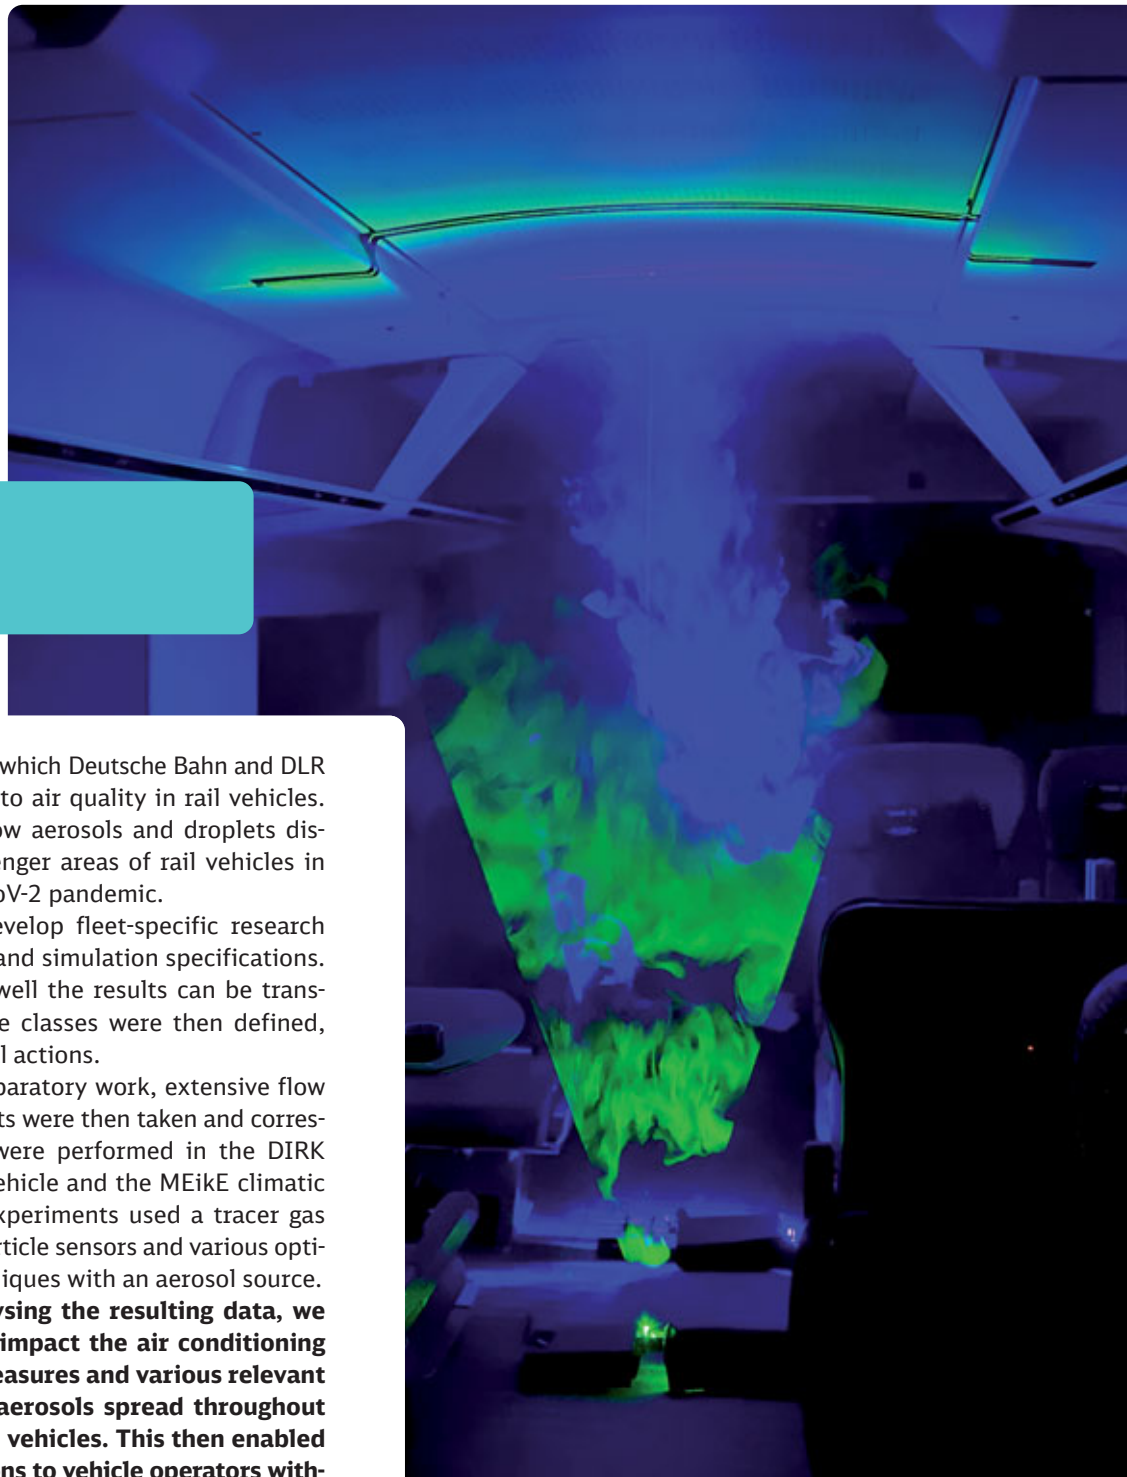 which Deutsche Bahn and DLR
to air quality in rail vehicles.
ow aerosols and droplets dis-
enger areas of rail vehicles in
oV-2 pandemic.
evelop fleet-specific research
and simulation specifications.
well the results can be trans-
e classes were then defined,
l actions.
paratory work, extensive flow
ts were then taken and corres-
were performed in the DIRK
ehicle and the MEikE climatic
xperiments used a tracer gas
rticle sensors and various opti-
iques with an aerosol source.
ysing the resulting data, we
impact the air conditioning
easures and various relevant
aerosols spread throughout
vehicles. This then enabled
ns to vehicle operators with-